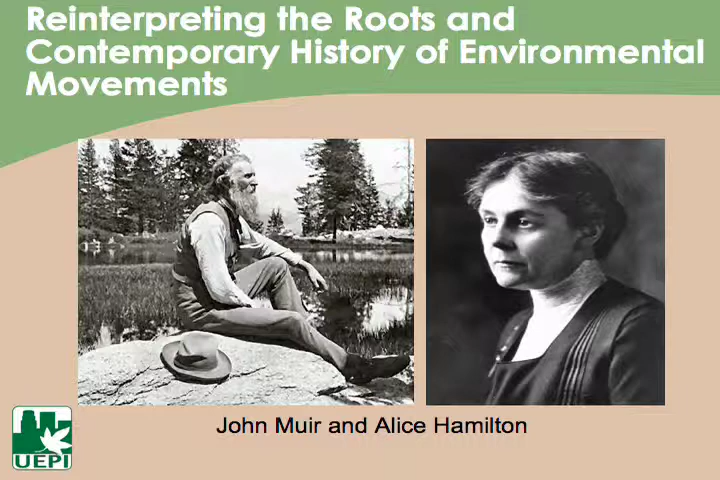 Reinterpreting the Roots and
Contemporary History of Environmental
Movements
John Muir and Alice Hamilton
UEPI